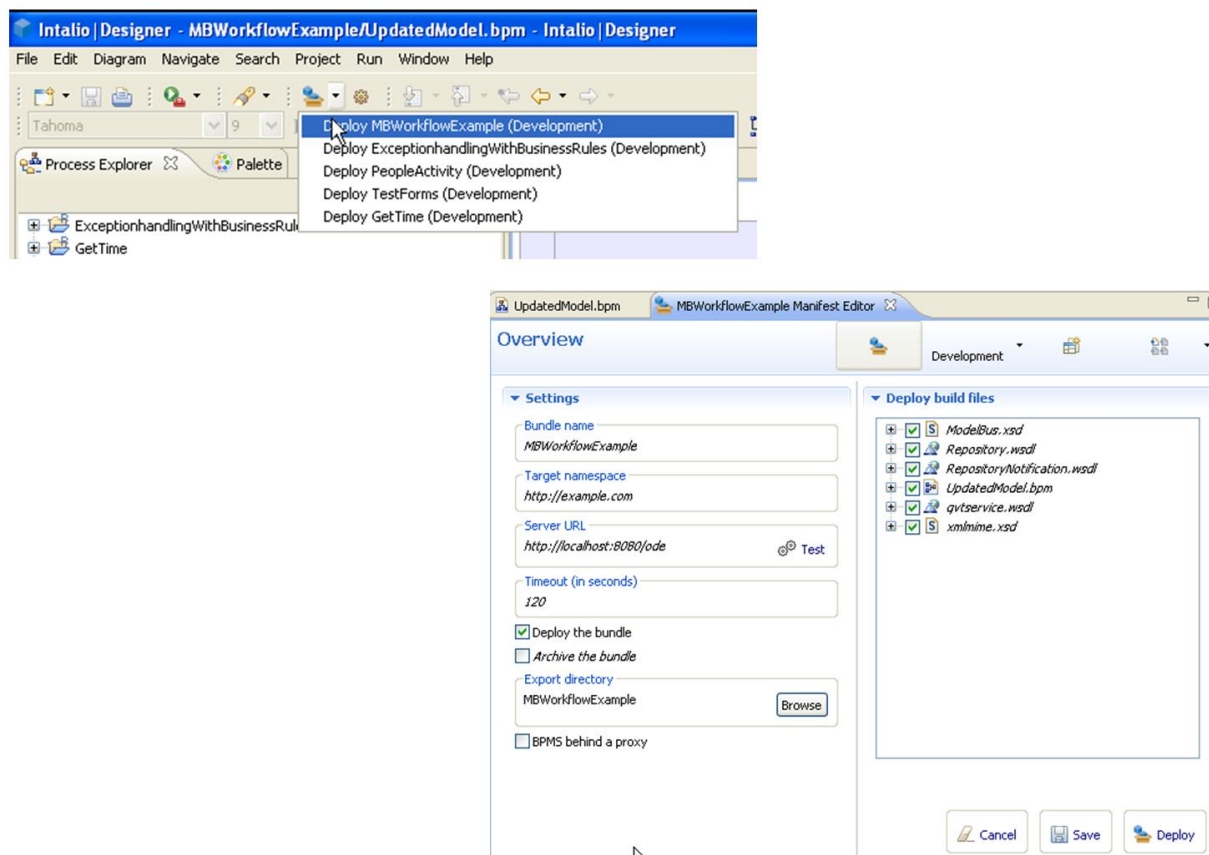 Intalio|Designer - MBWorkflowExample/UpdatedModel.bpm - Intalio|Designer
File Edit Diagram Navigate Search Project Run Window Help
Tahoma 9
Deploy MBWorkflowExample (Development)
Deploy ExceptionhandlingWithBusinessRules (Development)
Process Explorer Palette
Deploy PeopleActivity (Development)
Deploy TestForms (Development)
Deploy GetTime (Development)
ExceptionhandlingWithBusinessRul
GetTime
UpdatedModel.bpm MBWorkflowExample Manifest Editor
Overview
Development
Settings
Bundle name
MBWorkflowExample
Target namespace
http://example.com
Server URL
http://localhost:8080/ode Test
Timeout (in seconds)
120
Deploy the bundle
Archive the bundle
Export directory
MBWorkflowExample Browse
BPMS behind a proxy
Deploy build files
ModelBus.xsd
Repository.wsdl
RepositoryNotification.wsdl
UpdatedModel.bpm
qvtservice.wsdl
xmlmime.xsd
Cancel Save Deploy